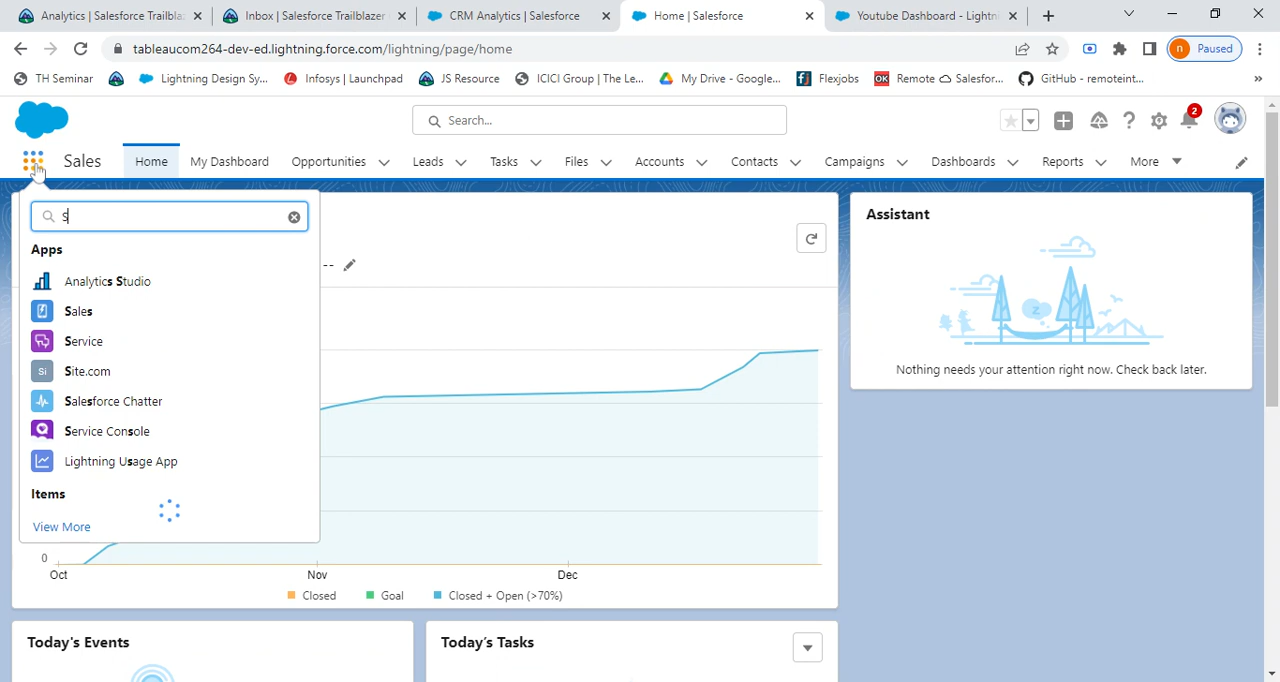 Analytics | Salesforce Trailblaz
Inbox | Salesforce Trailblazer
CRM Analytics | Salesforce
Home | Salesforce
Youtube Dashboard - Lightni
tableaucom264-dev-ed.lightning.force.com/lightning/page/home
n Paused
TH Seminar
Lightning Design Sy...
Infosys | Launchpad
JS Resource
ICICI Group | The Le...
My Drive - Google...
Flexjobs
OK Remote Salesfor...
GitHub - remoteint...
»
Search...
2
Sales
Home
My Dashboard
Opportunities
Leads
Tasks
Files
Accounts
Contacts
Campaigns
Dashboards
Reports
More
s
Apps
Analytics Studio
Sales
Service
Si Site.com
Salesforce Chatter
Service Console
Lightning Usage App
Items
View More
--
0
Oct
Nov
Dec
Closed
Goal
Closed + Open (>70%)
Assistant
z
Nothing needs your attention right now. Check back later.
Today's Events
Today's Tasks